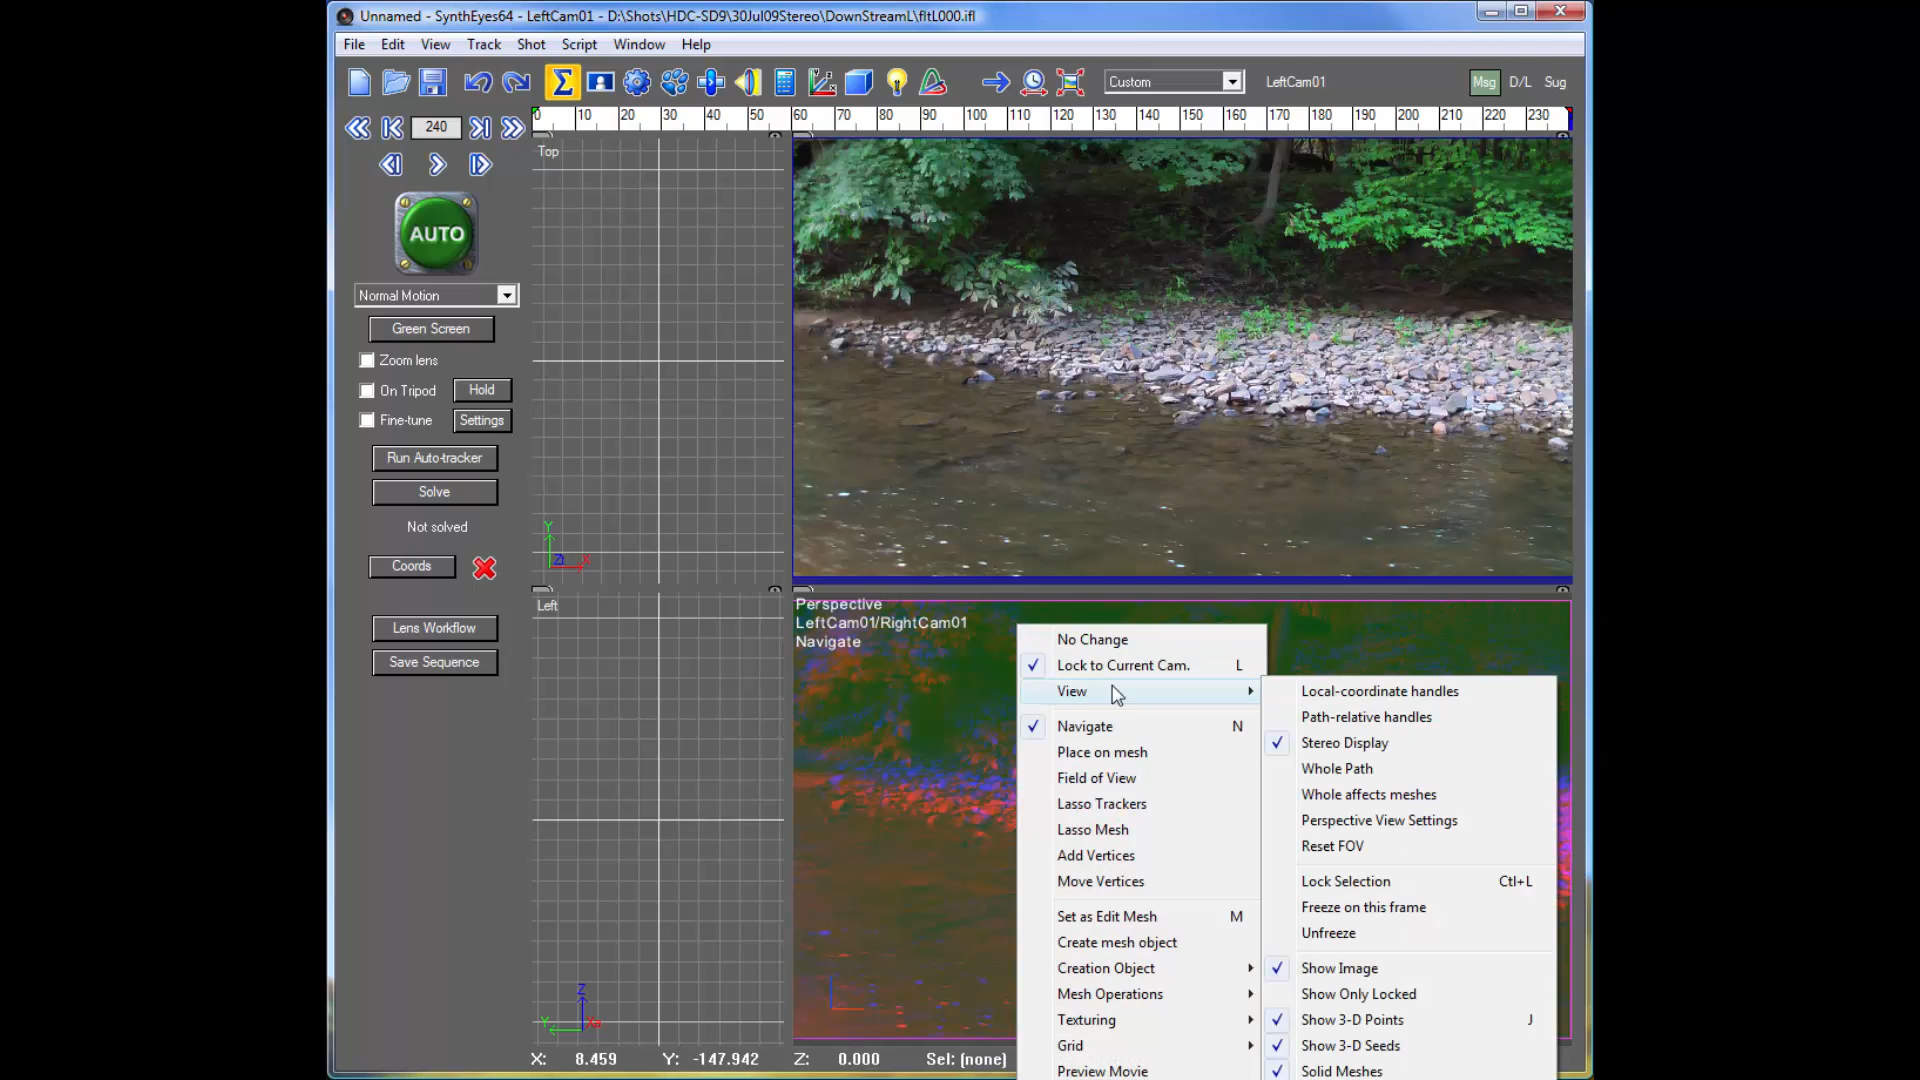 Unnamed - SynthEyes64 - LeftCam01 - D:\Shots\HDC-SD9\30Jul09Stereo\DownStreamL\fltL000.ifl
File Edit View Track Shot Script Window Help
Custom LeftCam01 Msg D/L Sug
240 0 10 20 30 40 50 60 70 80 90 100 110 120 130 140 150 160 170 180 190 200 210 220 230
Top
AUTO
Normal Motion
Green Screen
Zoom lens
On Tripod Hold
Fine-tune Settings
Run Auto-tracker
Solve
Not solved
Y
Z X
Coords
Left
Perspective
LeftCam01/RightCam01
Navigate
Lens Workflow
Save Sequence
No Change
Lock to Current Cam. L
View
Navigate N
Place on mesh
Field of View
Lasso Trackers
Lasso Mesh
Add Vertices
Move Vertices
Set as Edit Mesh M
Create mesh object
Creation Object
Mesh Operations
Texturing
Grid
Preview Movie
Local-coordinate handles
Path-relative handles
Stereo Display
Whole Path
Whole affects meshes
Perspective View Settings
Reset FOV
Lock Selection Ctl+L
Freeze on this frame
Unfreeze
Show Image
Show Only Locked
Show 3-D Points J
Show 3-D Seeds
Solid Meshes
Z
Y
X: 8.459 Y: -147.942 Z: 0.000 Sel: (none)